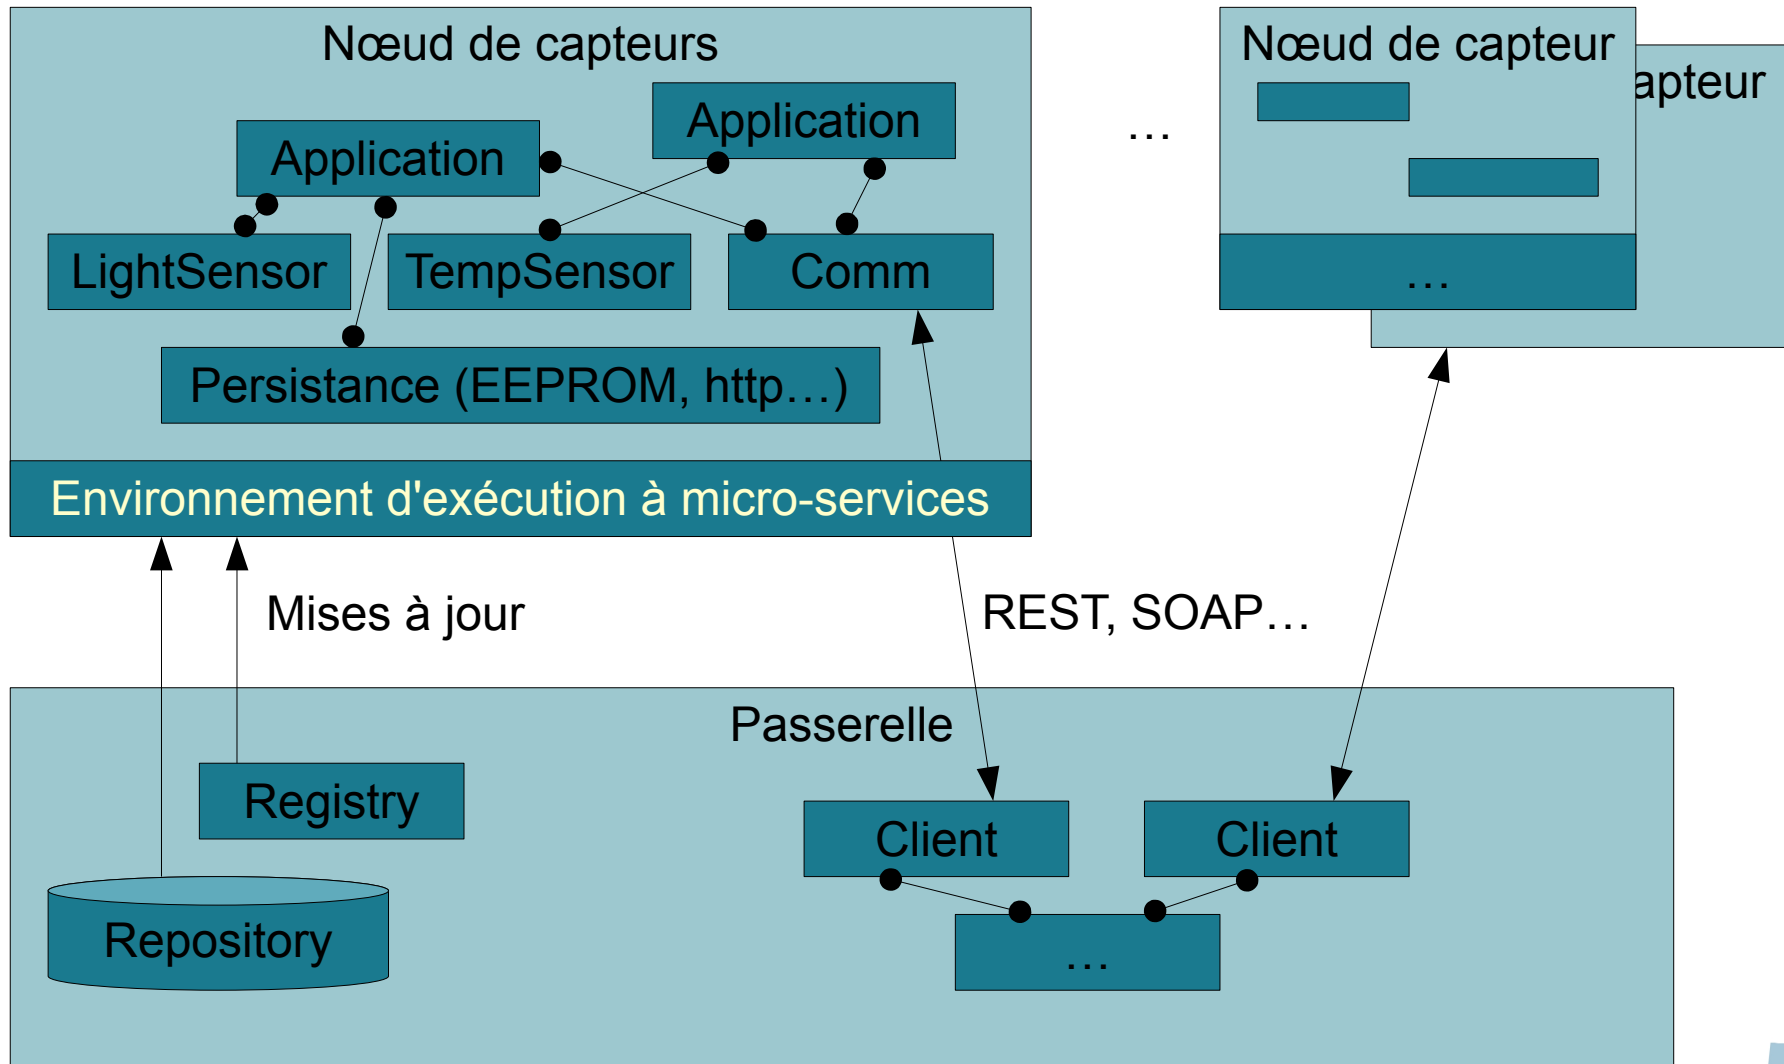 Nœud de capteurs
Nœud de capteur
apteur
Application
Application
…
LightSensor
TempSensor
Comm
…
Persistance (EEPROM, http…)
Environnement d'exécution à micro-services
Mises à jour
REST, SOAP…
Passerelle
Registry
Client
Client
Repository
…